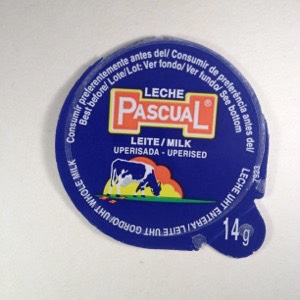 Consumir preferentemente antes del/ Consumir de preferência antes de/
Best before/ Lote/Lot: Ver fondo/ Ver fundo/ See bottom
LECHE
PASCUAL®
LEITE/MILK
UPERISADA - UPERISED
LECHE UHT ENTERA/ LEITE UHT GORDO/UHT WHOLE MILK
14g